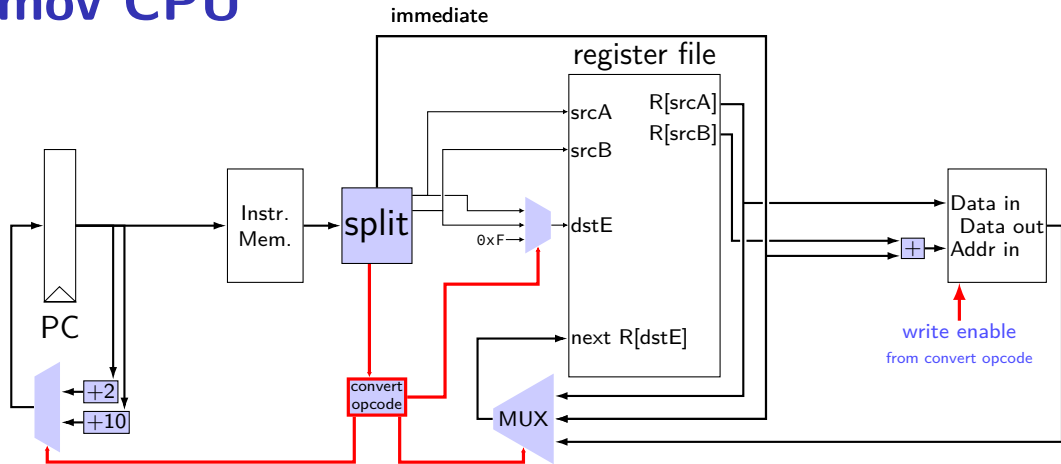 mov CPU
immediate
register file
srcA
R[srcA]
R[srcB]
srcB
Instr.
Mem.
split
dstE
0xF
Data in
Data out
Addr in
+
PC
next R[dstE]
write enable
from convert opcode
convert
opcode
+2
+10
MUX